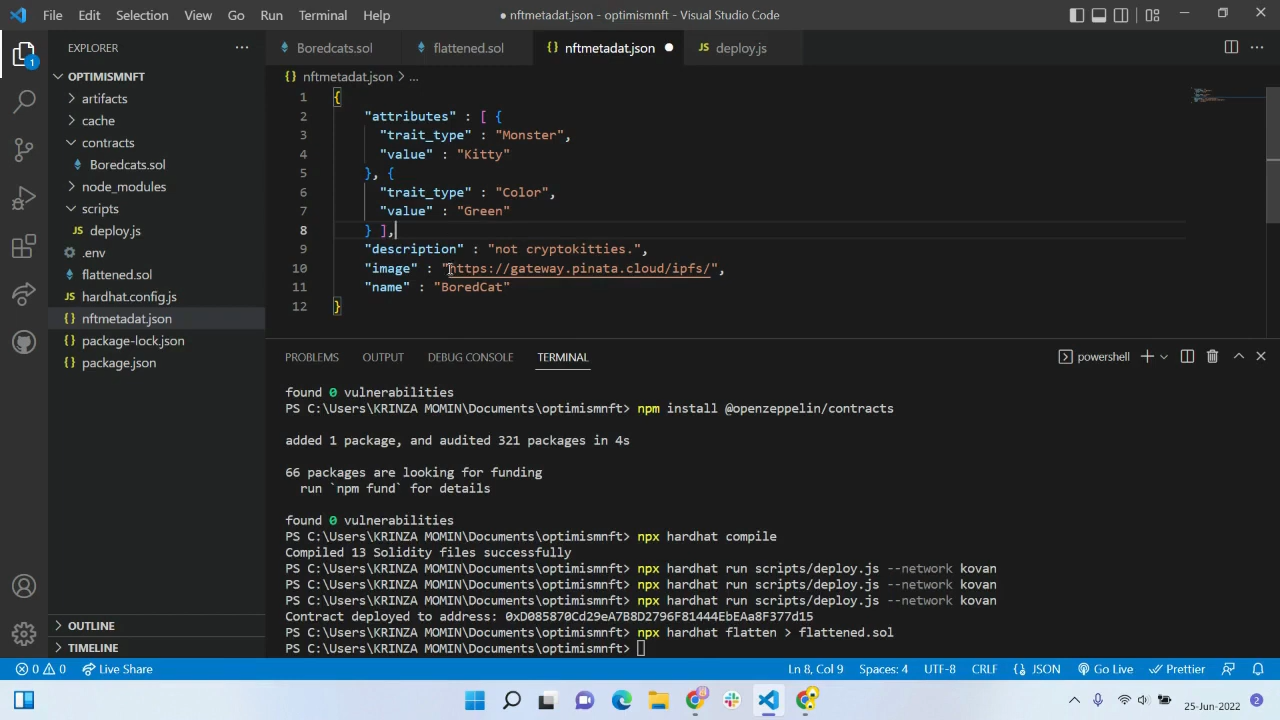 File Edit Selection View Go Run Terminal Help
● nftmetadat.json - optimismnft - Visual Studio Code
EXPLORER
OPTIMISMNFT
artifacts
cache
contracts
Boredcats.sol
node_modules
scripts
deploy.js
.env
flattened.sol
hardhat.config.js
nftmetadat.json
package-lock.json
package.json
OUTLINE
TIMELINE
Boredcats.sol flattened.sol {} nftmetadat.json ● JS deploy.js
{} nftmetadat.json > ...
1 {
2 "attributes" : [ {
3 "trait_type" : "Monster",
4 "value" : "Kitty"
5 }, {
6 "trait_type" : "Color",
7 "value" : "Green"
8 } ],
9 "description" : "not cryptokitties.",
10 "image" : "https://gateway.pinata.cloud/ipfs/",
11 "name" : "BoredCat"
12 }
PROBLEMS OUTPUT DEBUG CONSOLE TERMINAL powershell
found 0 vulnerabilities
PS C:\Users\KRINZA MOMIN\Documents\optimismnft> npm install @openzeppelin/contracts
added 1 package, and audited 321 packages in 4s
66 packages are looking for funding
run `npm fund` for details
found 0 vulnerabilities
PS C:\Users\KRINZA MOMIN\Documents\optimismnft> npx hardhat compile
Compiled 13 Solidity files successfully
PS C:\Users\KRINZA MOMIN\Documents\optimismnft> npx hardhat run scripts/deploy.js --network kovan
PS C:\Users\KRINZA MOMIN\Documents\optimismnft> npx hardhat run scripts/deploy.js --network kovan
PS C:\Users\KRINZA MOMIN\Documents\optimismnft> npx hardhat run scripts/deploy.js --network kovan
Contract deployed to address: 0xD085870Cd29eA7B8D2796F81444EbEAa8F377d15
PS C:\Users\KRINZA MOMIN\Documents\optimismnft> npx hardhat flatten > flattened.sol
PS C:\Users\KRINZA MOMIN\Documents\optimismnft>
0 0 Live Share Ln 8, Col 9 Spaces: 4 UTF-8 CRLF {} JSON Go Live Prettier
25-Jun-2022 2